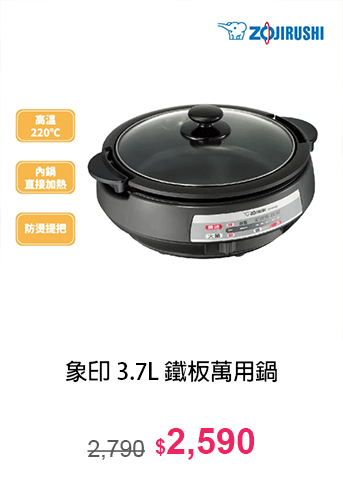 ZOJIRUSHI
高溫
220°C
內鍋
直接加熱
防燙提把
ZOJIRUSHI
象印 3.7L 鐵板萬用鍋
2,790 $2,590